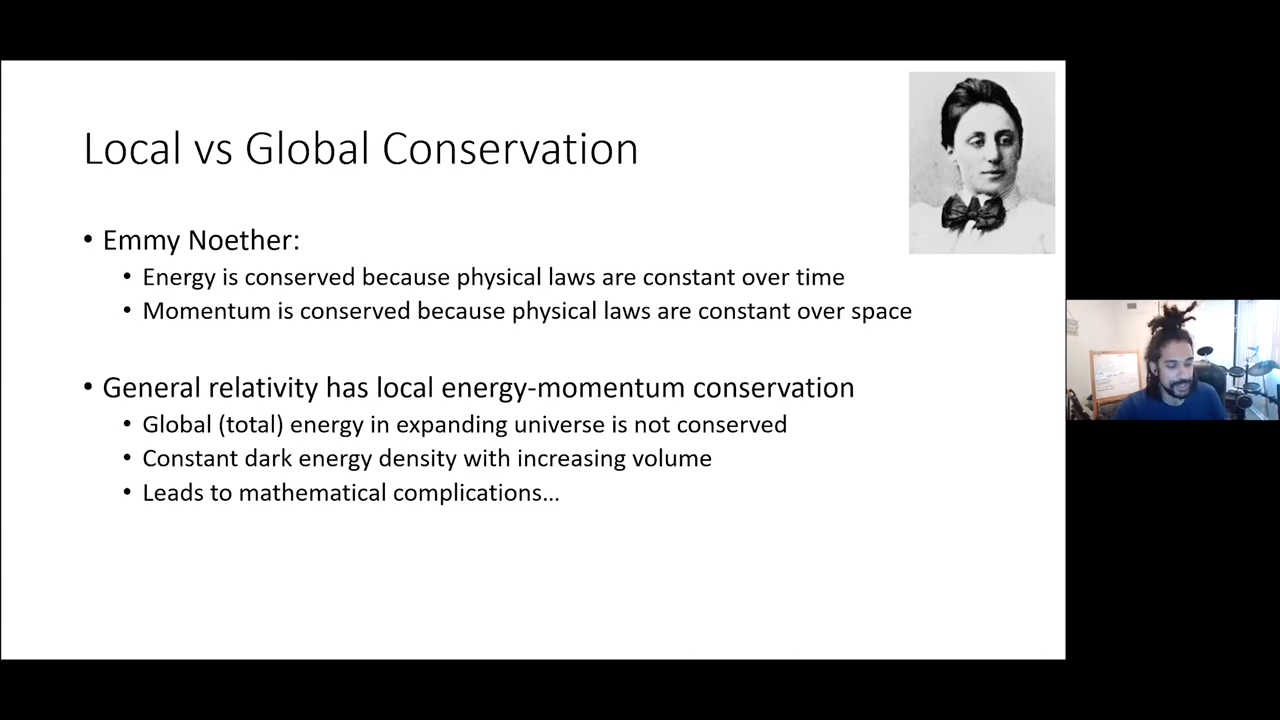 Local vs Global Conservation
• Emmy Noether:
• Energy is conserved because physical laws are constant over time
• Momentum is conserved because physical laws are constant over space
• General relativity has local energy-momentum conservation
• Global (total) energy in expanding universe is not conserved
• Constant dark energy density with increasing volume
• Leads to mathematical complications…